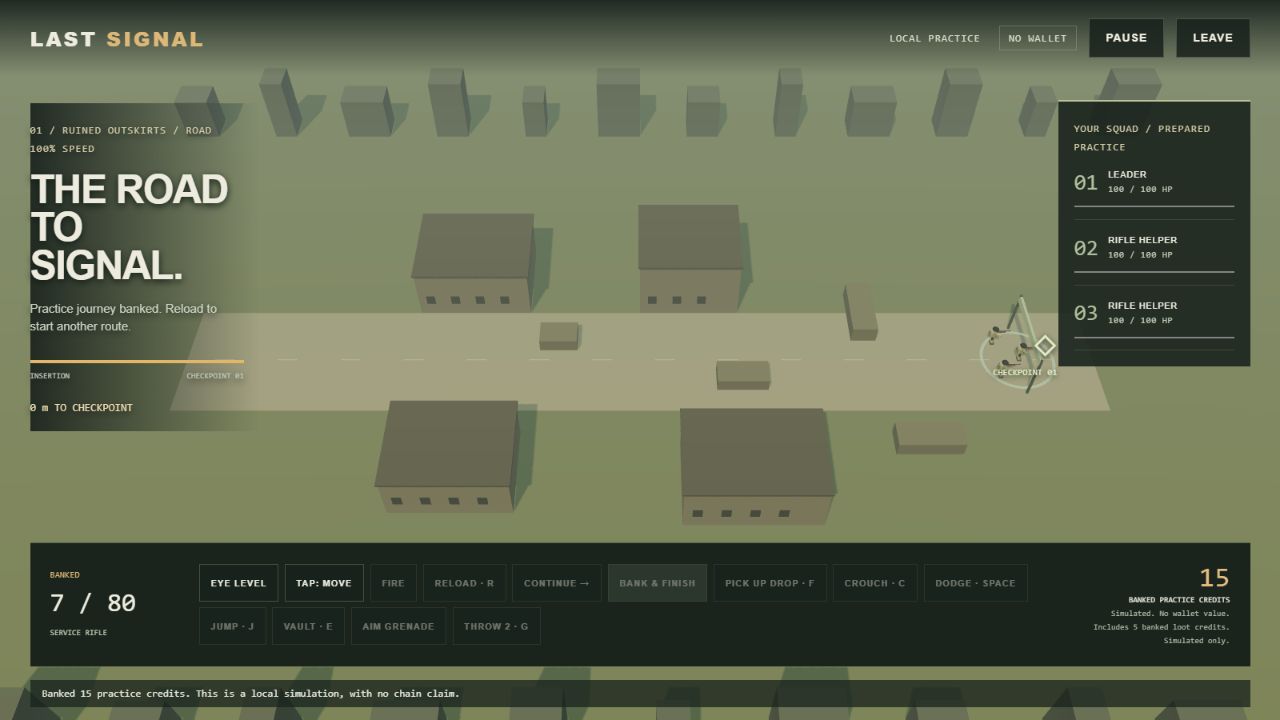 LAST SIGNAL
LOCAL PRACTICE
NO WALLET
PAUSE
LEAVE
01 / RUINED OUTSKIRTS / ROAD
100% SPEED
THE ROAD
TO
SIGNAL.
Practice journey banked. Reload to
start another route.
INSERTION
CHECKPOINT 01
0 m TO CHECKPOINT
YOUR SQUAD / PREPARED
PRACTICE
01
LEADER
100 / 100 HP
02
RIFLE HELPER
100 / 100 HP
03
RIFLE HELPER
100 / 100 HP
CHECKPOINT 01
BANKED
7 / 80
SERVICE RIFLE
EYE LEVEL
TAP: MOVE
FIRE
RELOAD · R
CONTINUE →
BANK & FINISH
PICK UP DROP · F
CROUCH · C
DODGE · SPACE
JUMP · J
VAULT · E
AIM GRENADE
THROW 2 · G
15
BANKED PRACTICE CREDITS
Simulated. No wallet value.
Includes 5 banked loot credits.
Simulated only.
Banked 15 practice credits. This is a local simulation, with no chain claim.